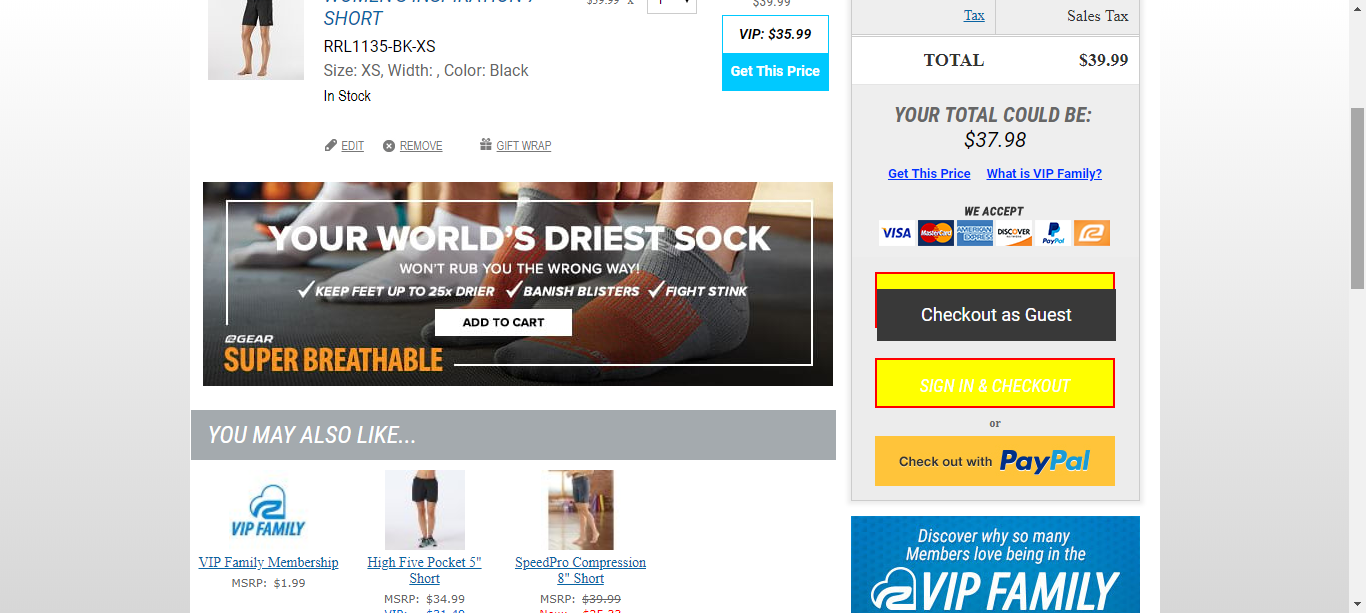 WOMEN'S INSPIRATION 7"
SHORT
$39.99 x
1
$39.99
RRL1135-BK-XS
Size: XS, Width: , Color: Black
In Stock
VIP: $35.99
Get This Price
EDIT
REMOVE
GIFT WRAP
YOUR WORLD'S DRIEST SOCK
WON'T RUB YOU THE WRONG WAY!
KEEP FEET UP TO 25x DRIER
BANISH BLISTERS
FIGHT STINK
ADD TO CART
GEAR
SUPER BREATHABLE
YOU MAY ALSO LIKE...
VIP FAMILY
VIP Family Membership
MSRP: $1.99
High Five Pocket 5"
Short
MSRP: $34.99
VIP: $31.49
SpeedPro Compression
8" Short
MSRP: $39.99
Tax
Sales Tax
TOTAL
$39.99
YOUR TOTAL COULD BE:
$37.98
Get This Price
What is VIP Family?
WE ACCEPT
VISA
MasterCard
AMERICAN EXPRESS
DISCOVER
PayPal
Checkout as Guest
SIGN IN & CHECKOUT
or
Check out with PayPal
Discover why so many
Members love being in the
VIP FAMILY